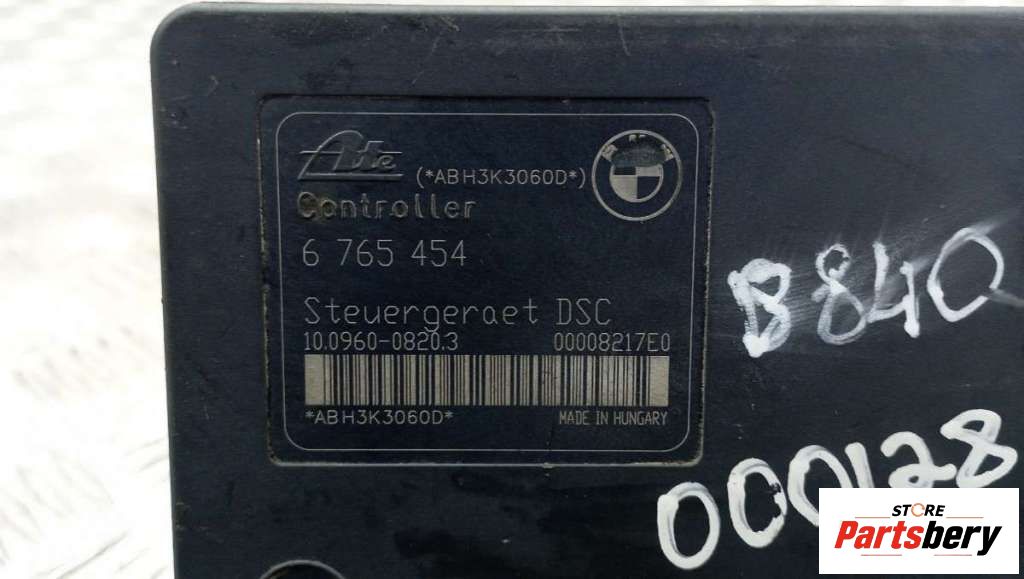 Ate
(*ABH3K3060D*)
Controller
6 765 454
Steuergeraet DSC
10.0960-0820.3 00008217E0
*ABH3K3060D* MADE IN HUNGARY
B840
000128
STORE
Partsbery